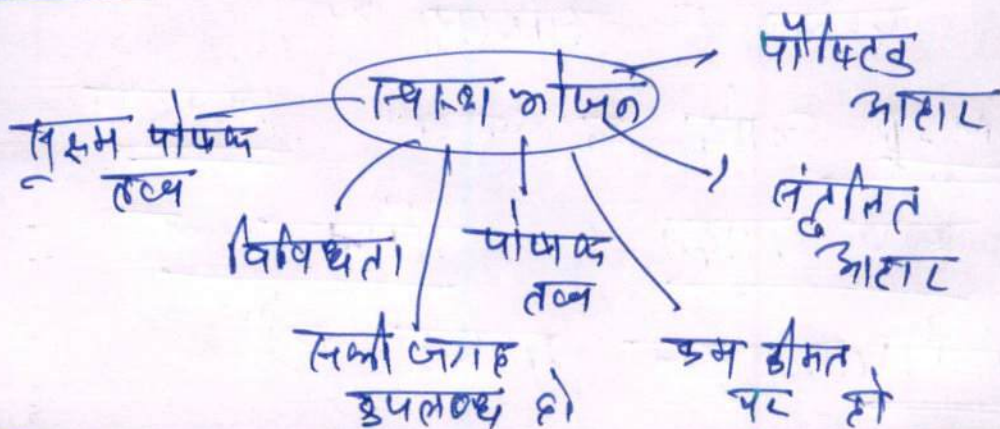 स्वास्थ्य भोजन
पौष्टिक
आहार
सूक्ष्म पोषक
तत्व
संतुलित
आहार
विविधता
पोषक
तत्व
सभी जगह
उपलब्ध हो
कम कीमत
पर हो